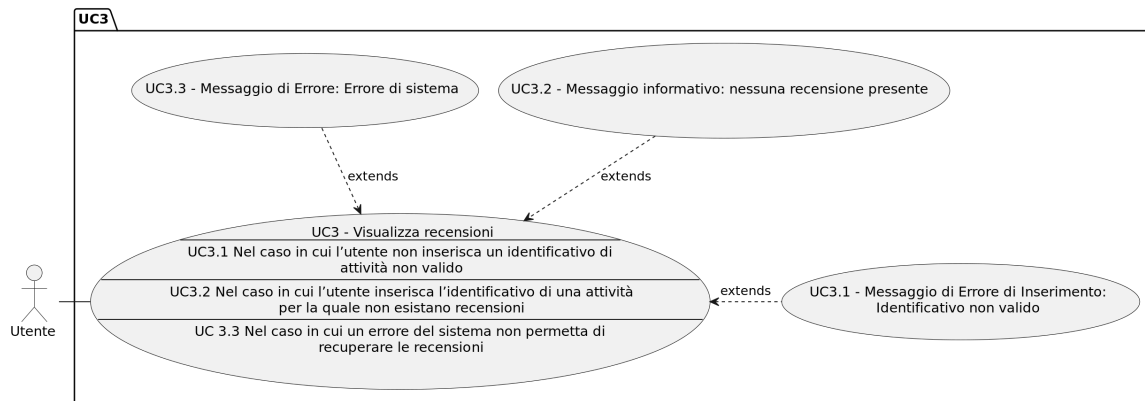 UC3
UC3.3 - Messaggio di Errore: Errore di sistema
UC3.2 - Messaggio informativo: nessuna recensione presente
extends
extends
UC3 - Visualizza recensioni
UC3.1 Nel caso in cui l’utente non inserisca un identificativo di
attività non valido
UC3.2 Nel caso in cui l’utente inserisca l’identificativo di una attività
per la quale non esistano recensioni
UC 3.3 Nel caso in cui un errore del sistema non permetta di
recuperare le recensioni
Utente
extends
UC3.1 - Messaggio di Errore di Inserimento:
Identificativo non valido